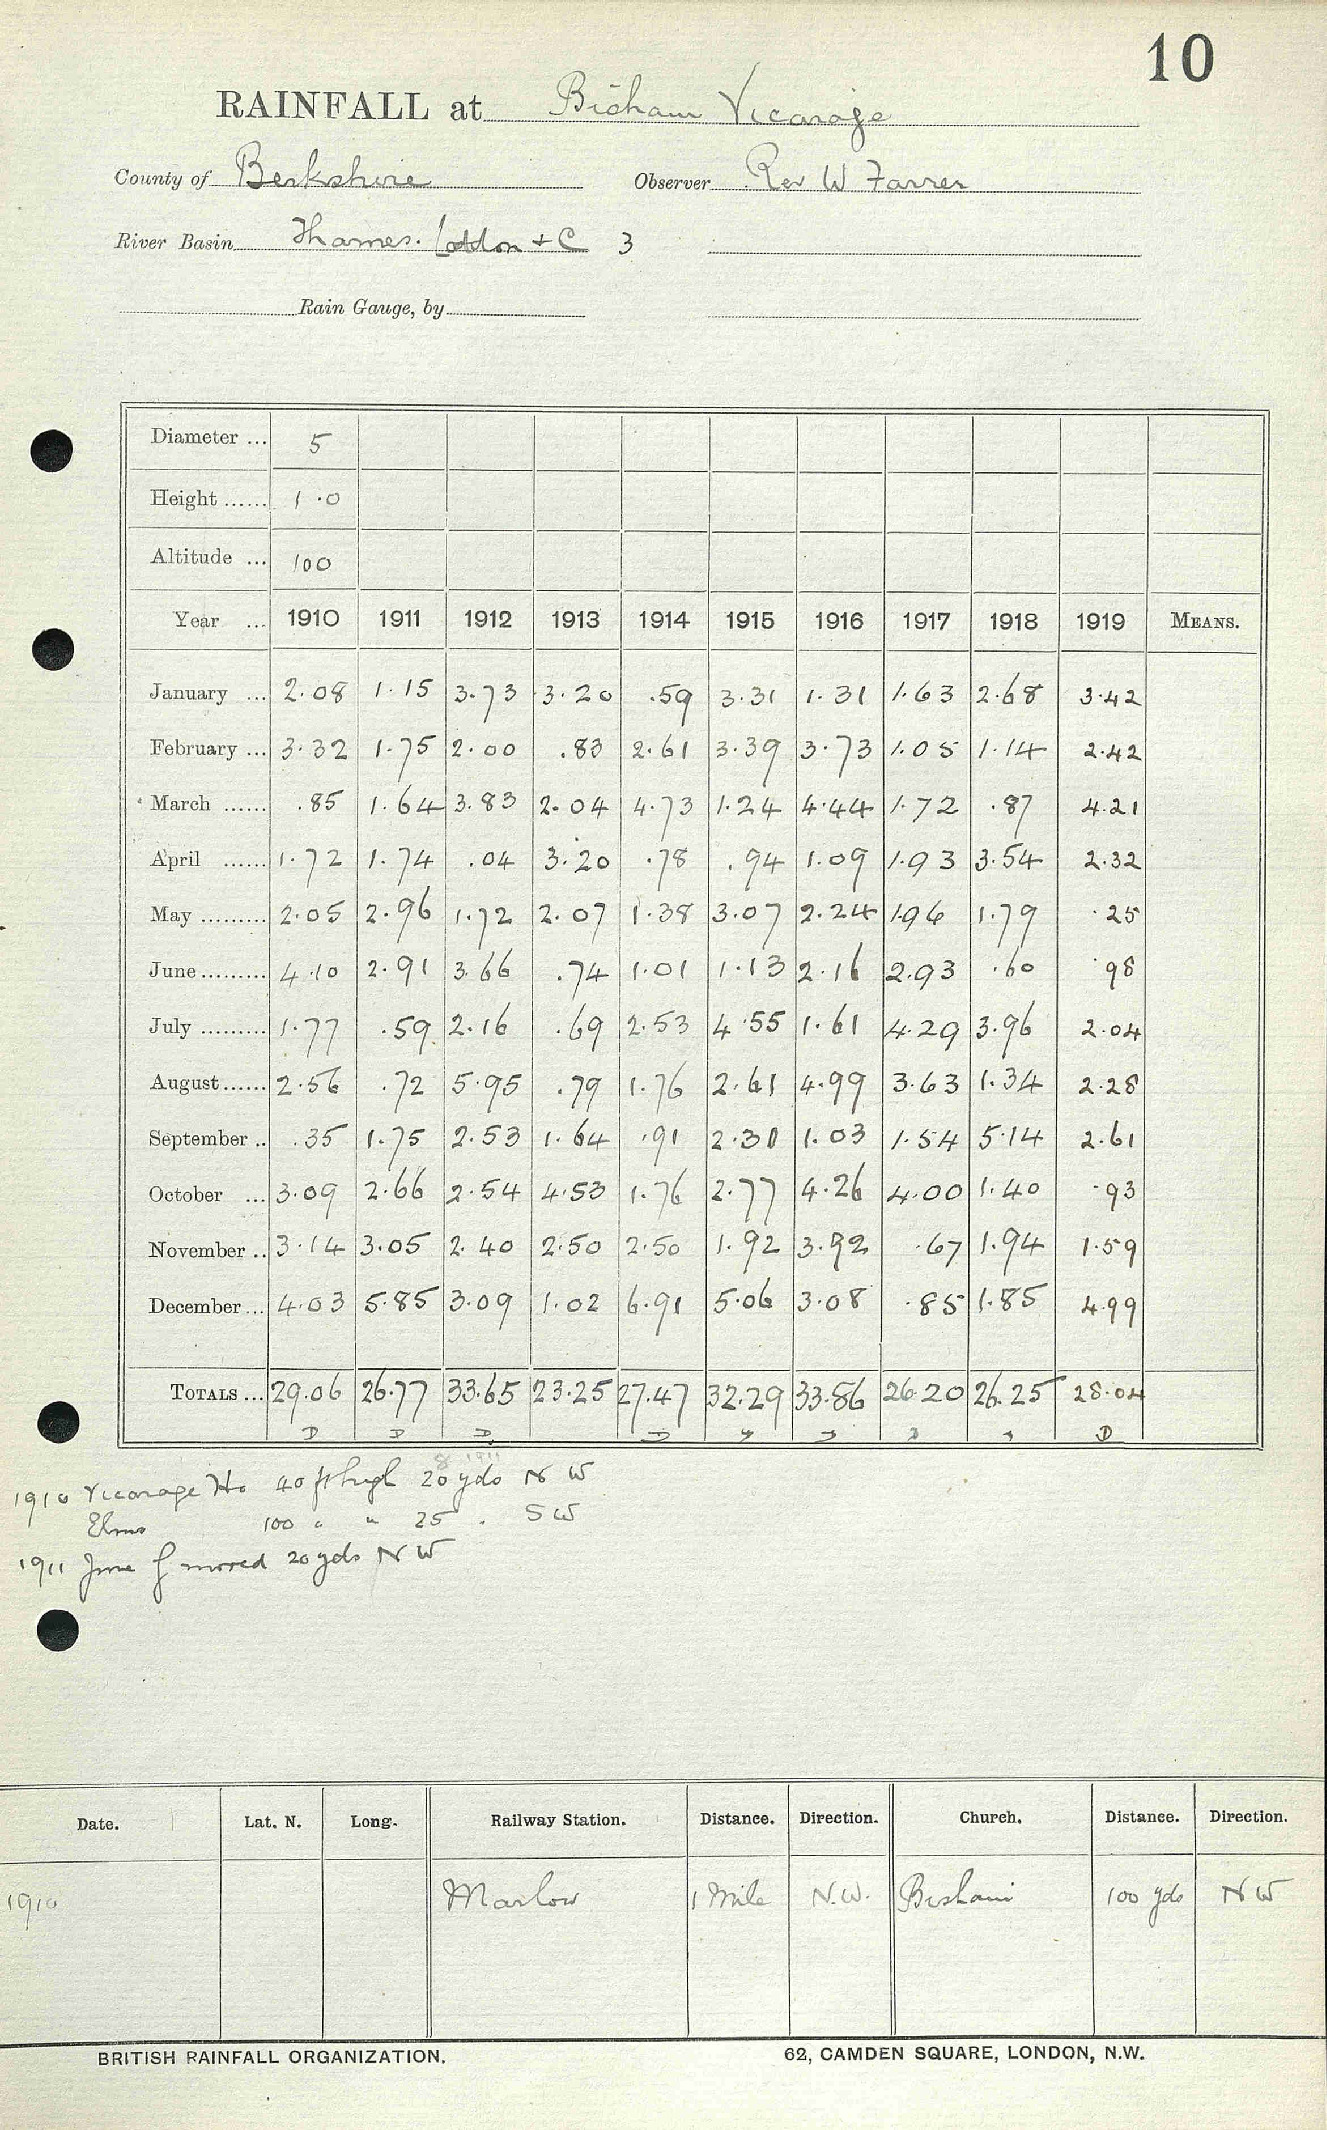 10
RAINFALL at Bisham Vicarage
County of Berkshire Observer Rev W Farrer
River Basin Thames. Loddon + C 3
Rain Gauge, by
Diameter ... 5
Height ...... 1.0
Altitude ... 100
Year ... 1910 1911 1912 1913 1914 1915 1916 1917 1918 1919 MEANS.
January ... 2.08 1.15 3.73 3.20 .59 3.31 1.31 1.63 2.68 3.42
February ... 3.32 1.75 2.00 .83 2.61 3.39 3.73 1.05 1.14 2.42
March ...... .85 1.64 3.83 2.04 4.73 1.24 4.44 1.72 .87 4.21
April ...... 1.72 1.74 .04 3.20 .78 .94 1.09 1.93 3.54 2.32
May ......... 2.05 2.96 1.72 2.07 1.38 3.07 2.24 1.96 1.79 .25
June ......... 4.10 2.91 3.66 .74 1.01 1.13 2.16 2.93 .60 .98
July ......... 1.77 .59 2.16 .69 2.53 4.55 1.61 4.29 3.96 2.04
August ...... 2.56 .72 5.95 .79 1.76 2.61 4.99 3.63 1.34 2.28
September .. .35 1.75 2.53 1.64 .91 2.30 1.03 1.54 5.14 2.61
October ... 3.09 2.66 2.54 4.53 1.76 2.77 4.26 4.00 1.40 .93
November .. 3.14 3.05 2.40 2.50 2.50 1.92 3.92 .67 1.94 1.59
December ... 4.03 5.85 3.09 1.02 6.91 5.06 3.08 .85 1.85 4.99
TOTALS ... 29.06 26.77 33.65 23.25 27.47 32.29 33.86 26.20 26.25 28.04
D D D D
1910 Vicarage Ho 40 ft high 20 yds N W
Elms 100 " " 25 . S W
1911 June g moved 20 yds N W
Date. Lat. N. Long. Railway Station. Distance. Direction. Church. Distance. Direction.
1910 Marlow 1 Mile N.W. Bisham 100 yds N W
BRITISH RAINFALL ORGANIZATION. 62, CAMDEN SQUARE, LONDON, N.W.